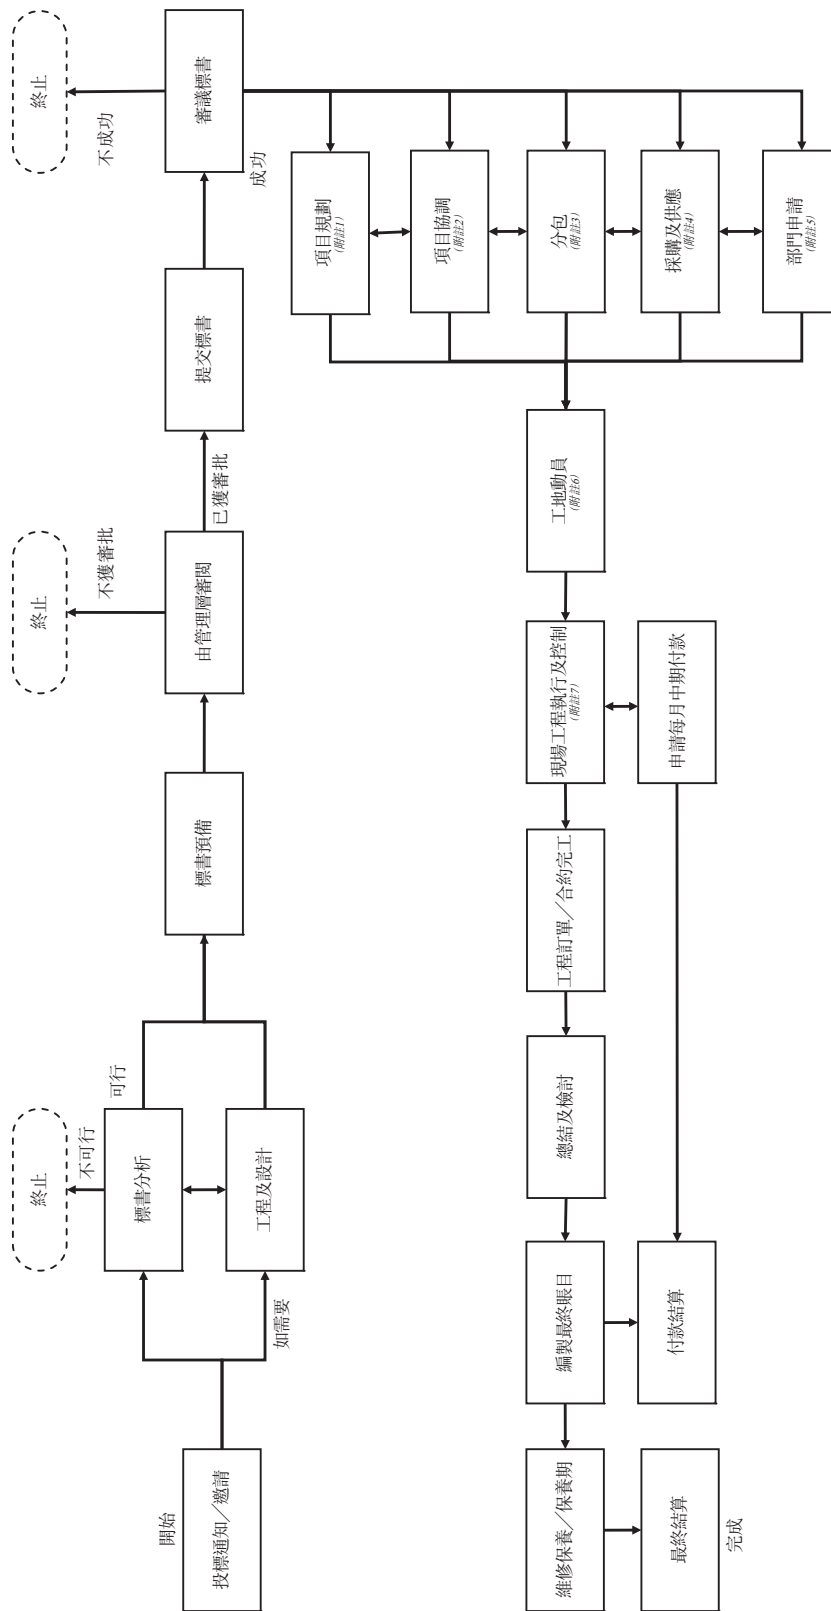 開始
投標通知／邀請
如需要
標書分析
工程及設計
不可行
終止
可行
標書預備
由管理層審閱
不獲審批
終止
已獲審批
提交標書
審議標書
不成功
終止
成功
項目規劃
(附註1)
項目協調
(附註2)
分包
(附註3)
採購及供應
(附註4)
部門申請
(附註5)
工地動員
(附註6)
現場工程執行及控制
(附註7)
申請每月中期付款
工程訂單／合約完工
總結及檢討
編製最終賬目
付款結算
維修保養／保養期
最終結算
完成